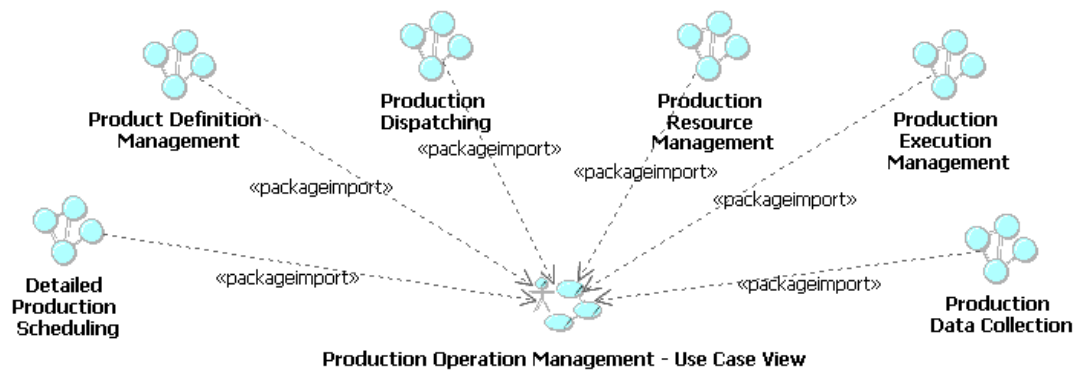 Product Definition
Management
Production
Dispatching
Production
Resource
Management
Production
Execution
Management
«packageimport»
«packageimport»
«packageimport»
«packageimport»
Detailed
Production
Scheduling
«packageimport»
«packageimport»
Production
Data Collection
Production Operation Management - Use Case View